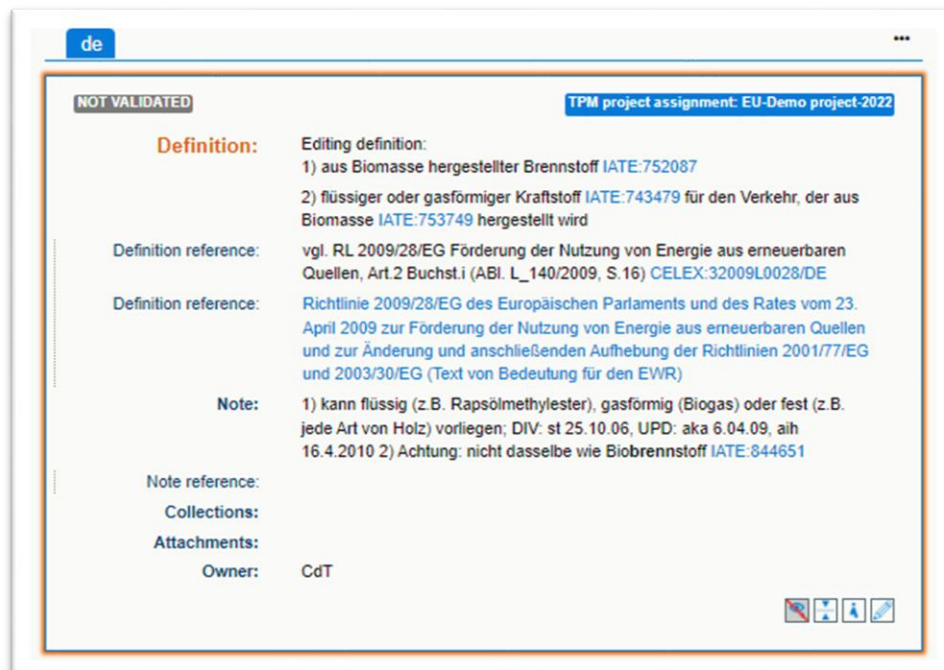 de
...
NOT VALIDATED
TPM project assignment: EU-Demo project-2022
Definition:
Editing definition:
1) aus Biomasse hergestellter Brennstoff IATE:752087
2) flüssiger oder gasförmiger Kraftstoff IATE:743479 für den Verkehr, der aus
Biomasse IATE:753749 hergestellt wird
Definition reference:
vgl. RL 2009/28/EG Förderung der Nutzung von Energie aus erneuerbaren
Quellen, Art.2 Buchst.i (ABl. L_140/2009, S.16) CELEX:32009L0028/DE
Definition reference:
Richtlinie 2009/28/EG des Europäischen Parlaments und des Rates vom 23.
April 2009 zur Förderung der Nutzung von Energie aus erneuerbaren Quellen
und zur Änderung und anschließenden Aufhebung der Richtlinien 2001/77/EG
und 2003/30/EG (Text von Bedeutung für den EWR)
Note:
1) kann flüssig (z.B. Rapsölmethylester), gasförmig (Biogas) oder fest (z.B.
jede Art von Holz) vorliegen; DIV: st 25.10.06, UPD: aka 6.04.09, aih
16.4.2010 2) Achtung: nicht dasselbe wie Biobrennstoff IATE:844651
Note reference:
Collections:
Attachments:
Owner:
CdT